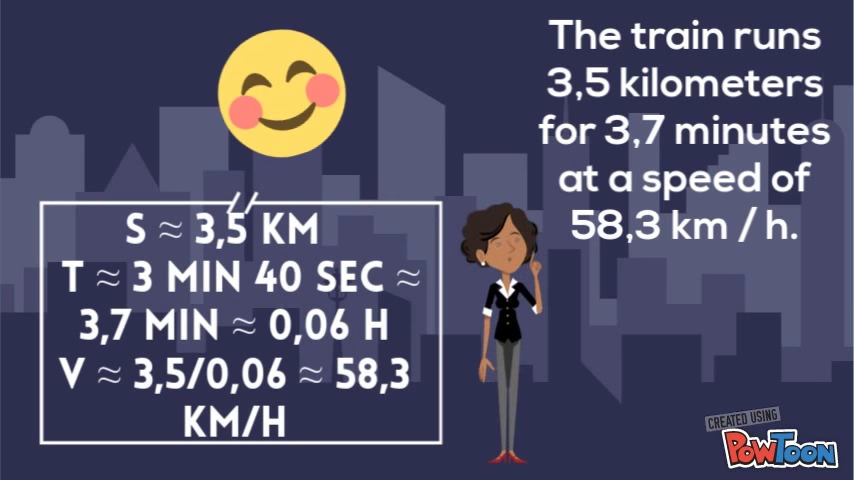 The train runs
3,5 kilometers
for 3,7 minutes
at a speed of
58,3 km / h.
S ≈ 3,5 KM
T ≈ 3 MIN 40 SEC ≈
3,7 MIN ≈ 0,06 H
V ≈ 3,5/0,06 ≈ 58,3
KM/H
CREATED USING
POWTOON